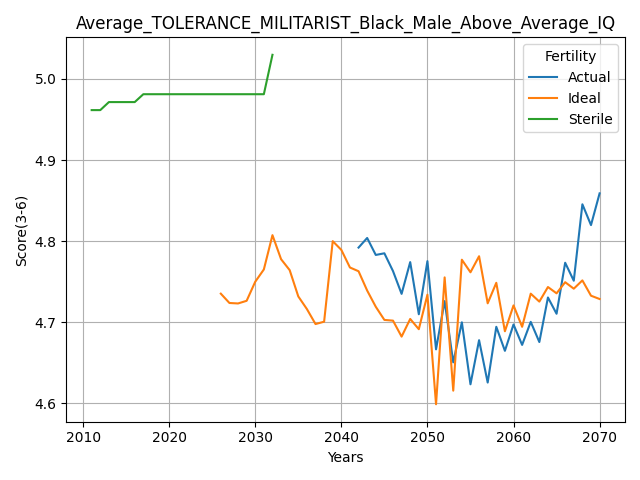 Average_TOLERANCE_MILITARIST_Black_Male_Above_Average_IQ
Fertility
Actual
Ideal
Sterile
Score(3-6)
5.0
4.9
4.8
4.7
4.6
2010 2020 2030 2040 2050 2060 2070
Years